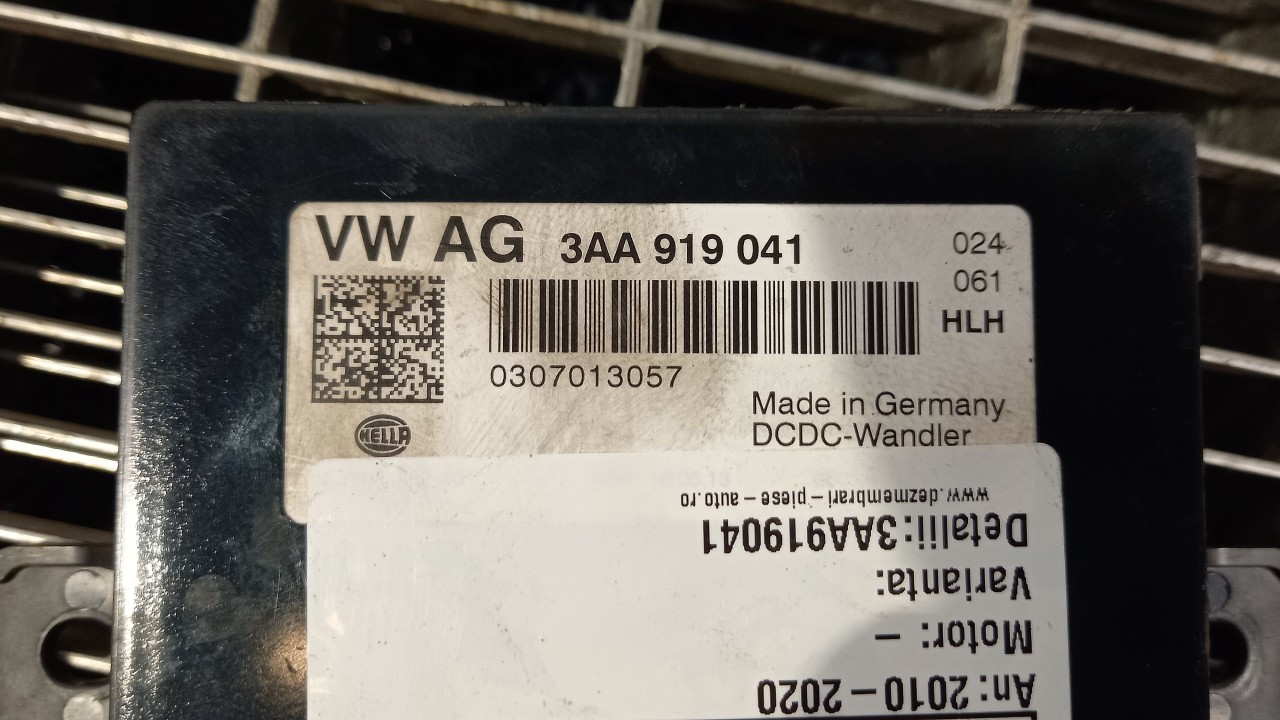 VW AG 3AA 919 041
024
061
HLH
0307013057
HELLA
Made in Germany
DCDC-Wandler
www.dezmembrari-piese-auto.ro
Detalii:3AA919041
Varianta:
Motor: -
An: 2010-2020